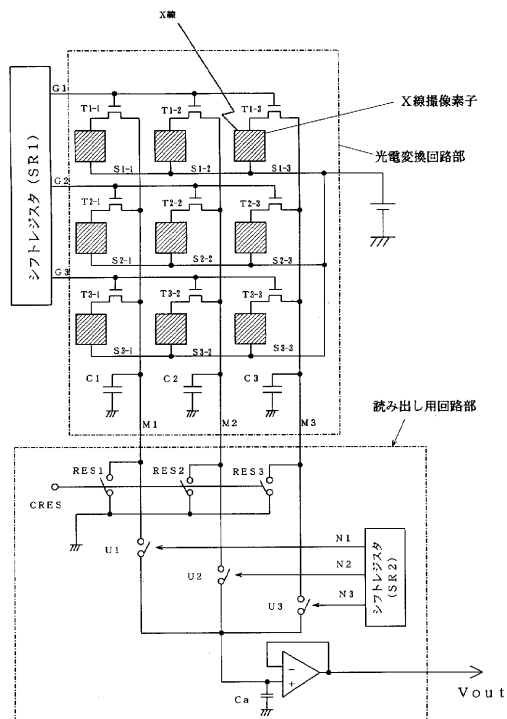 X線
G1
T1-1
T1-2
T1-3
X線撮像素子
S1-1
S1-2
S1-3
光電変換回路部
シフトレジスタ(SR1)
G2
T2-1
T2-2
T2-3
S2-1
S2-2
S2-3
G3
T3-1
T3-2
T3-3
S3-1
S3-2
S3-3
C1
C2
C3
M1
M2
M3
読み出し用回路部
RES1
RES2
RES3
CRES
U1
N1
U2
N2
U3
N3
シフトレジスタ(SR2)
−
+
Ca
Vout